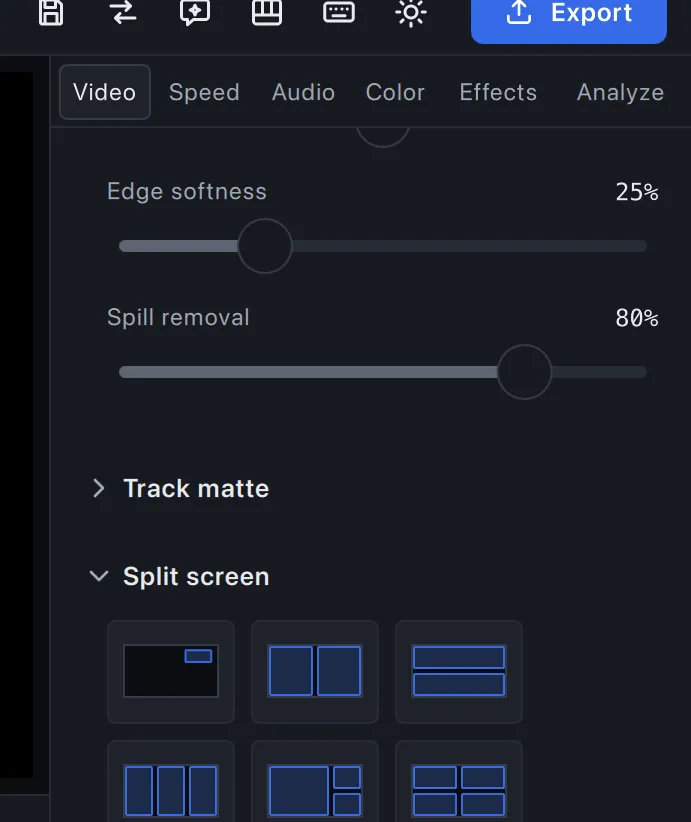 Export
Video Speed Audio Color Effects Analyze
Edge softness 25%
Spill removal 80%
Track matte
Split screen